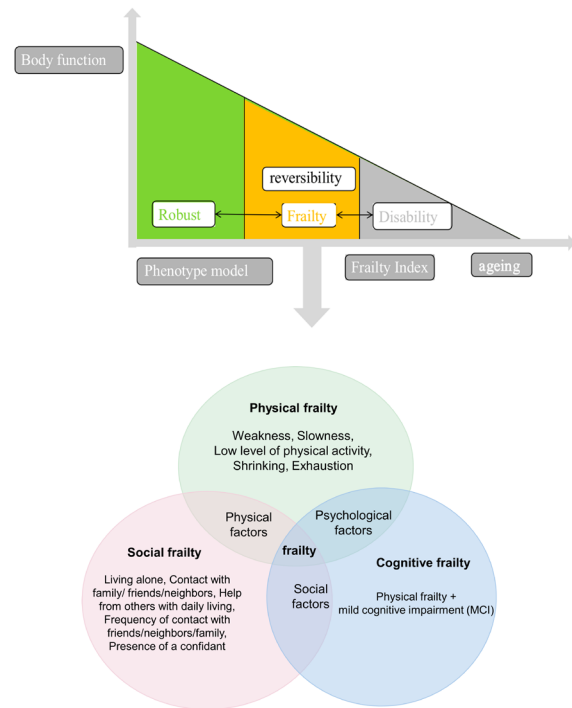 Body function
reversibility
Robust
Frailty
Disability
Phenotype model
Frailty Index
ageing
Physical frailty
Weakness, Slowness,
Low level of physical activity,
Shrinking, Exhaustion
Physical
factors
Psychological
factors
frailty
Social frailty
Living alone, Contact with
family/ friends/neighbors, Help
from others with daily living,
Frequency of contact with
friends/neighbors/family,
Presence of a confidant
Social
factors
Cognitive frailty
Physical frailty +
mild cognitive impairment (MCI)